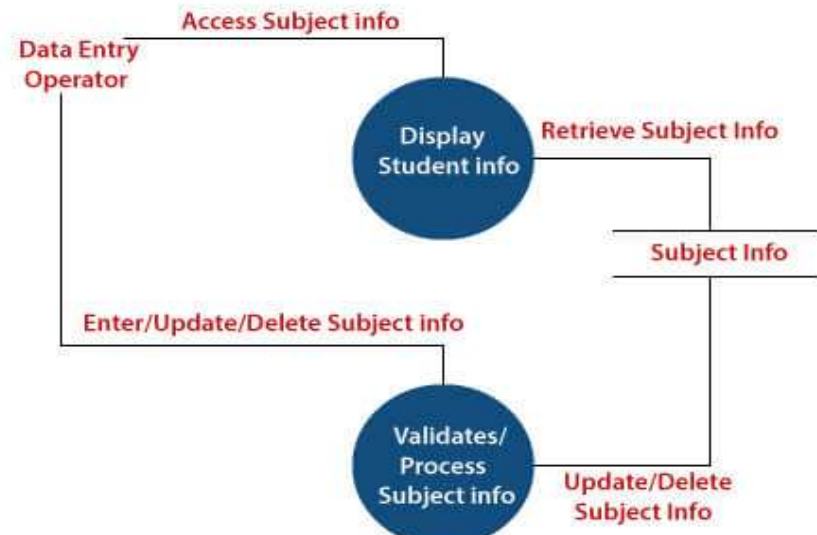 Access Subject info
Data Entry
Operator
Display
Student info
Retrieve Subject Info
Subject Info
Enter/Update/Delete Subject info
Validates/
Process
Subject info
Update/Delete
Subject Info